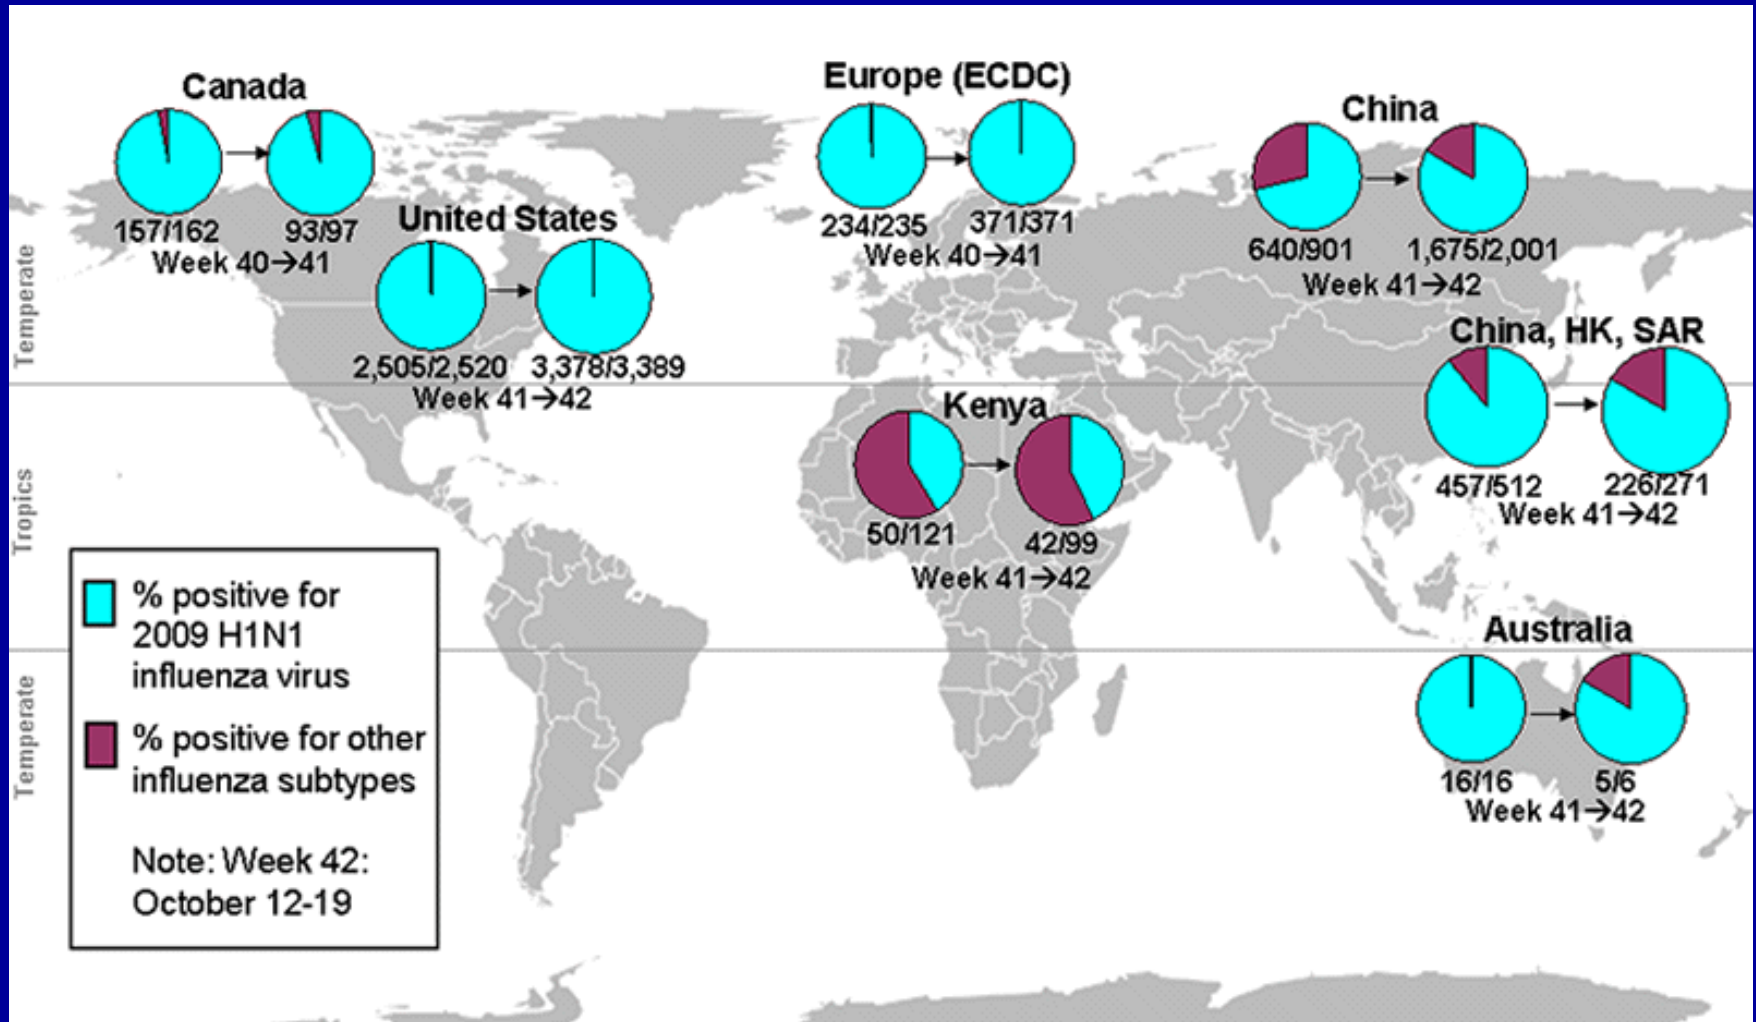 Canada
157/162
93/97
Week 40→41
United States
2,505/2,520
3,378/3,389
Week 41→42
Europe (ECDC)
234/235
371/371
Week 40→41
China
640/901
1,675/2,001
Week 41→42
China, HK, SAR
457/512
226/271
Week 41→42
Kenya
50/121
42/99
Week 41→42
Australia
16/16
5/6
Week 41→42
Temperate
Tropics
Temperate
% positive for
2009 H1N1
influenza virus
% positive for other
influenza subtypes
Note: Week 42:
October 12-19